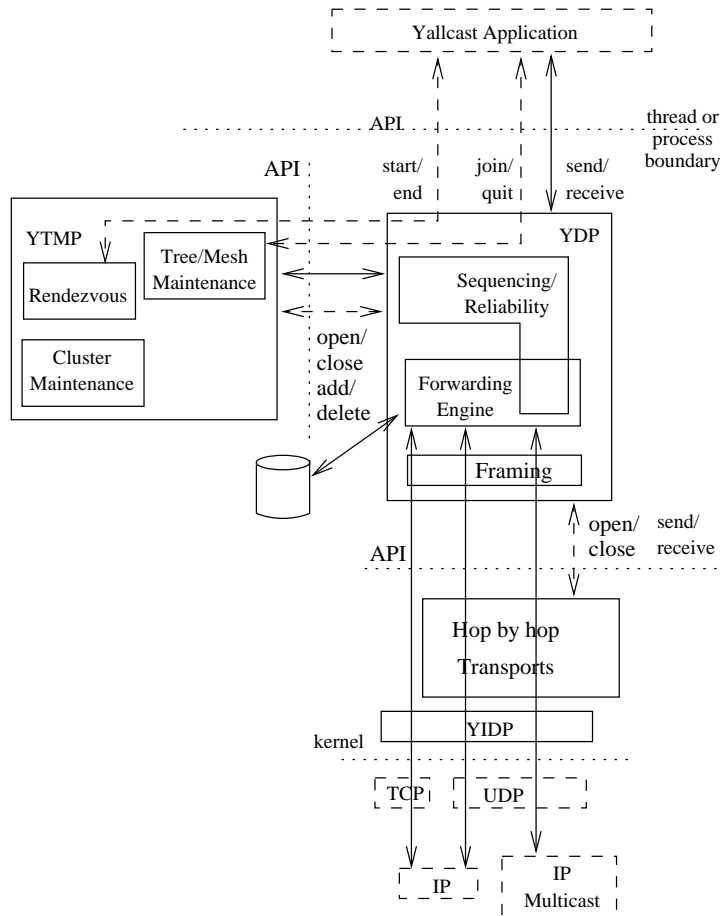 Yallcast Application
API
thread or
process
boundary
API
start/
end
join/
quit
send/
receive
YTMP
Tree/Mesh
Maintenance
Rendezvous
Cluster
Maintenance
YDP
Sequencing/
Reliability
open/
close
add/
delete
Forwarding
Engine
Framing
API
open/
close
send/
receive
Hop by hop
Transports
YIDP
kernel
TCP
UDP
IP
IP
Multicast